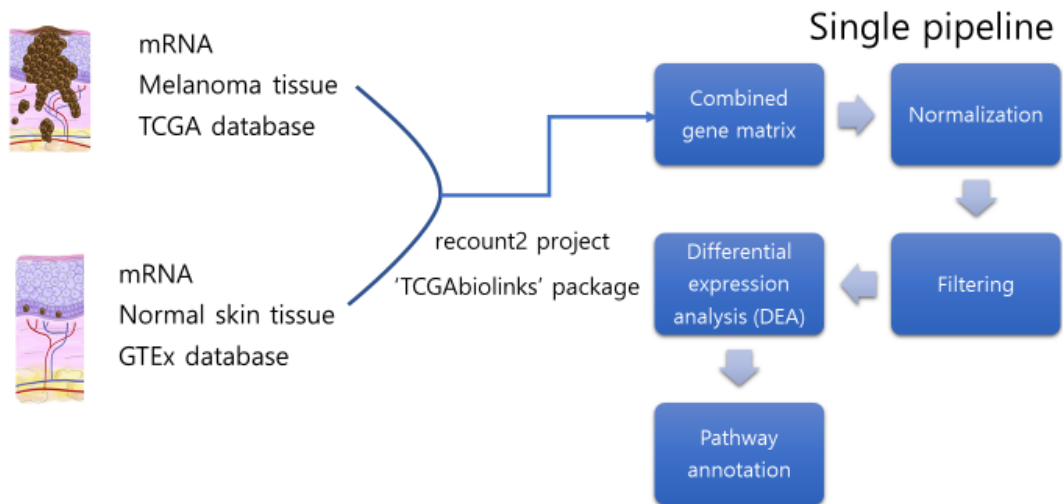 Single pipeline
mRNA
Melanoma tissue
TCGA database
mRNA
Normal skin tissue
GTEx database
recount2 project
‘TCGAbiolinks’ package
Combined
gene matrix
Normalization
Filtering
Differential
expression
analysis (DEA)
Pathway
annotation